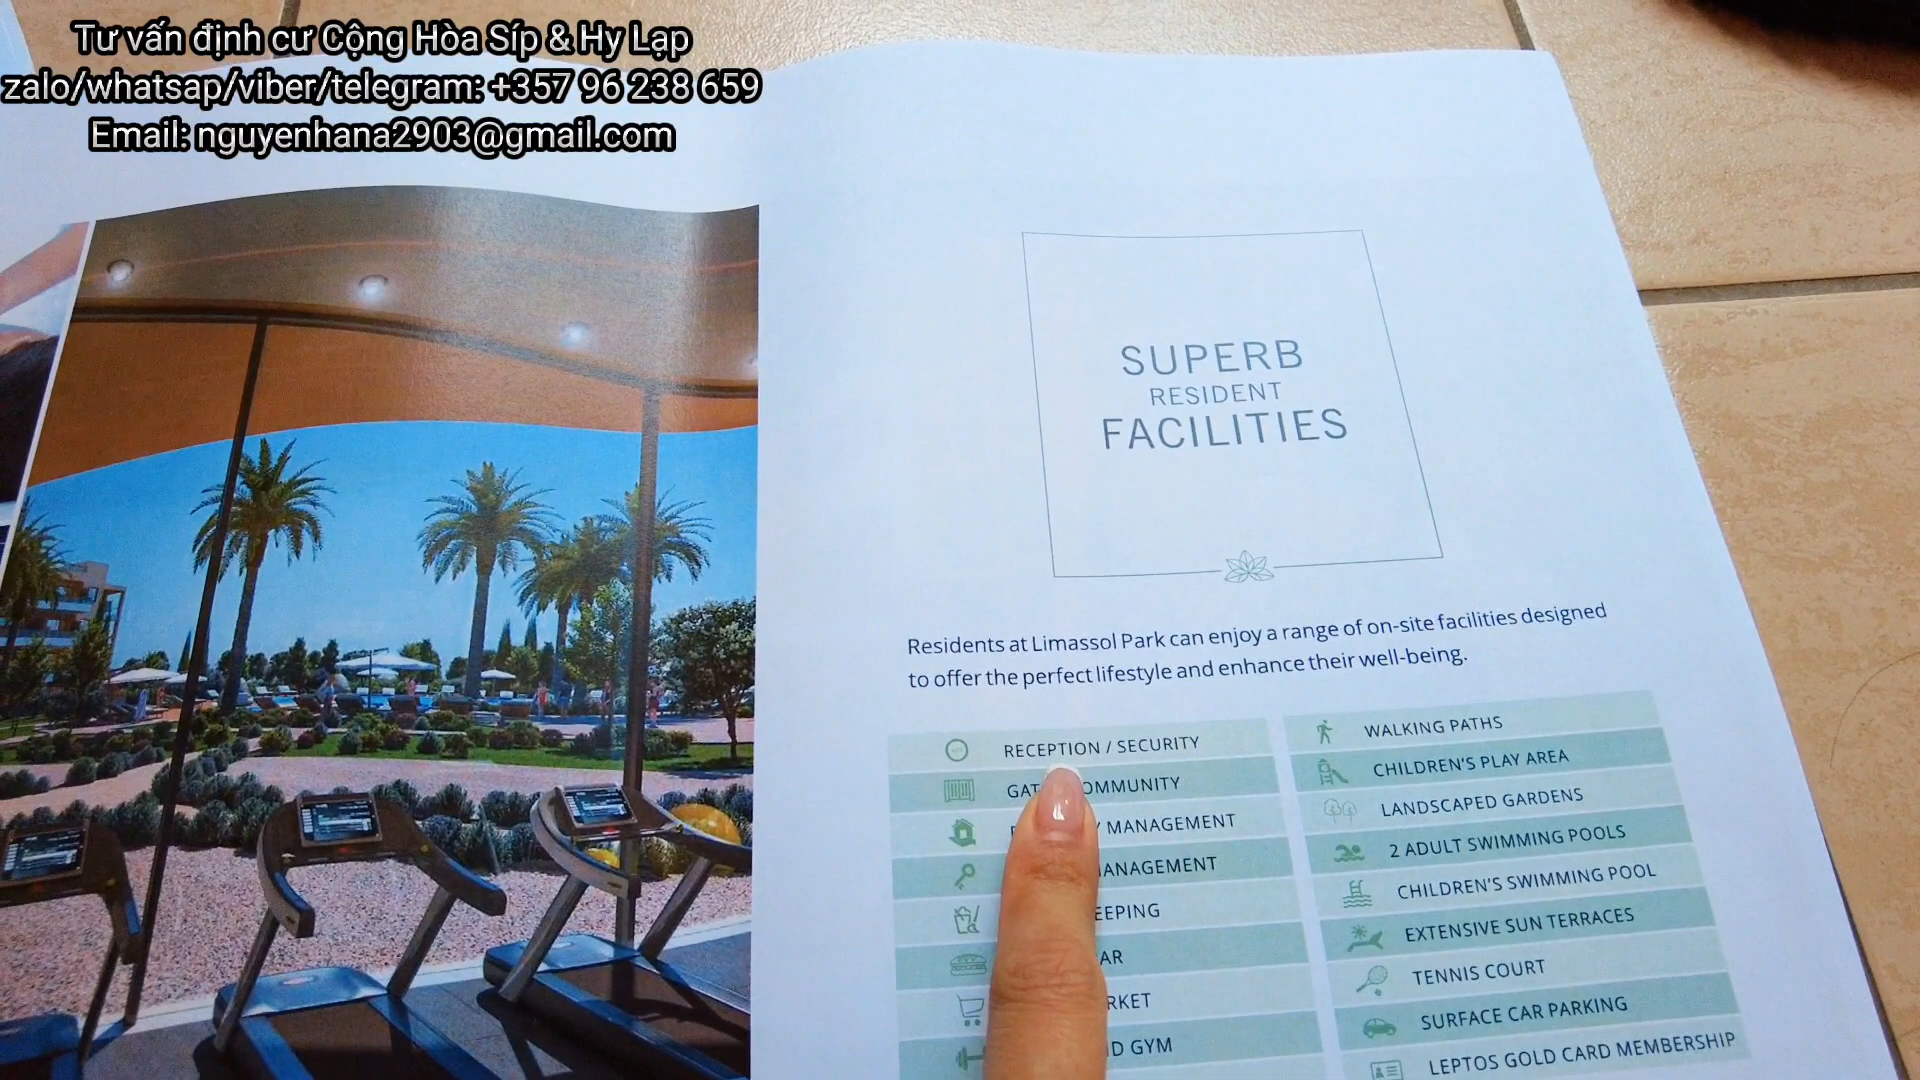 Tư vấn định cư Cộng Hòa Síp & Hy Lạp
zalo/whatsap/viber/telegram: +357 96 238 659
Email: nguyenhana2903@gmail.com
SUPERB
RESIDENT
FACILITIES
Residents at Limassol Park can enjoy a range of on-site facilities designed
to offer the perfect lifestyle and enhance their well-being.
RECEPTION / SECURITY
MANAGEMENT
GYM
WALKING PATHS
CHILDREN'S PLAY AREA
LANDSCAPED GARDENS
2 ADULT SWIMMING POOLS
CHILDREN'S SWIMMING POOL
EXTENSIVE SUN TERRACES
TENNIS COURT
SURFACE CAR PARKING
LEPTOS GOLD CARD MEMBERSHIP